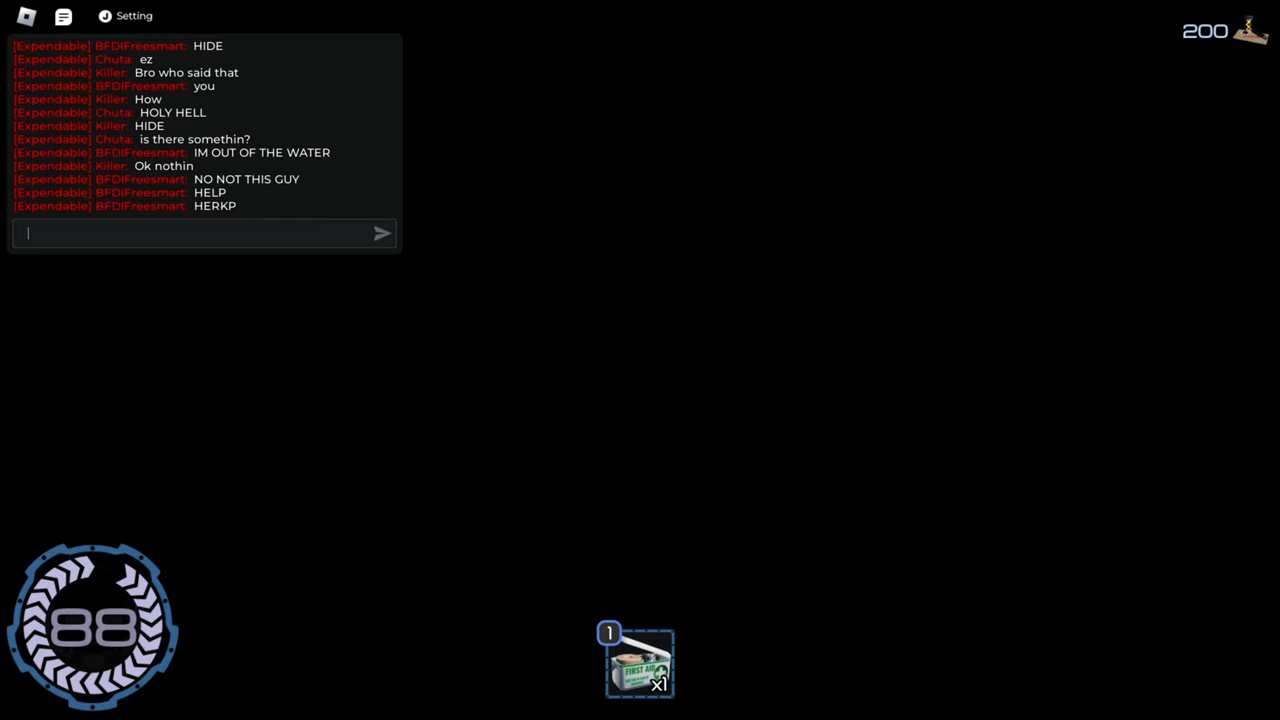 J Setting
200
[Expendable] BFDIFreesmart: HIDE
[Expendable] Chuta: ez
[Expendable] Killer: Bro who said that
[Expendable] BFDIFreesmart: you
[Expendable] Killer: How
[Expendable] Chuta: HOLY HELL
[Expendable] Killer: HIDE
[Expendable] Chuta: is there somethin?
[Expendable] BFDIFreesmart: IM OUT OF THE WATER
[Expendable] Killer: Ok nothin
[Expendable] BFDIFreesmart: NO NOT THIS GUY
[Expendable] BFDIFreesmart: HELP
[Expendable] BFDIFreesmart: HERKP
88
1
FIRST AID
x1